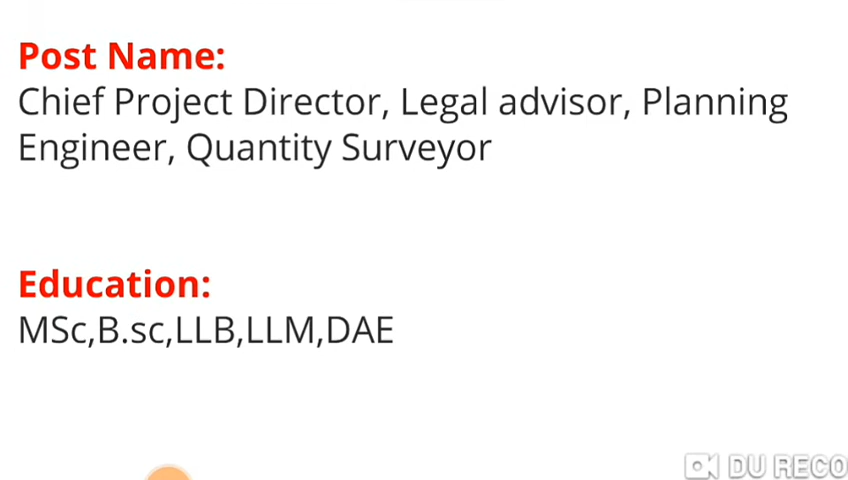 Post Name:
Chief Project Director, Legal advisor, Planning
Engineer, Quantity Surveyor
Education:
MSc,B.sc,LLB,LLM,DAE
DU RECO